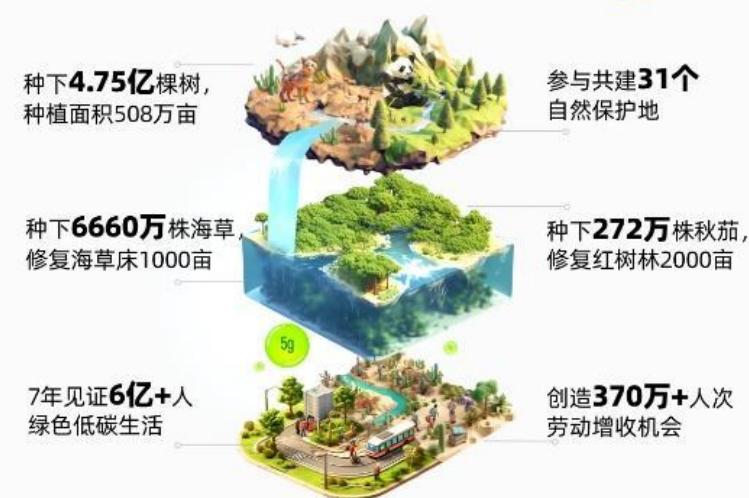 种下4.75亿棵树，
种植面积508万亩
参与共建31个
自然保护地
种下6660万株海草，
修复海草床1000亩
种下272万株秋茄，
修复红树林2000亩
5g
7年见证6亿+人
绿色低碳生活
创造370万+人次
劳动增收机会